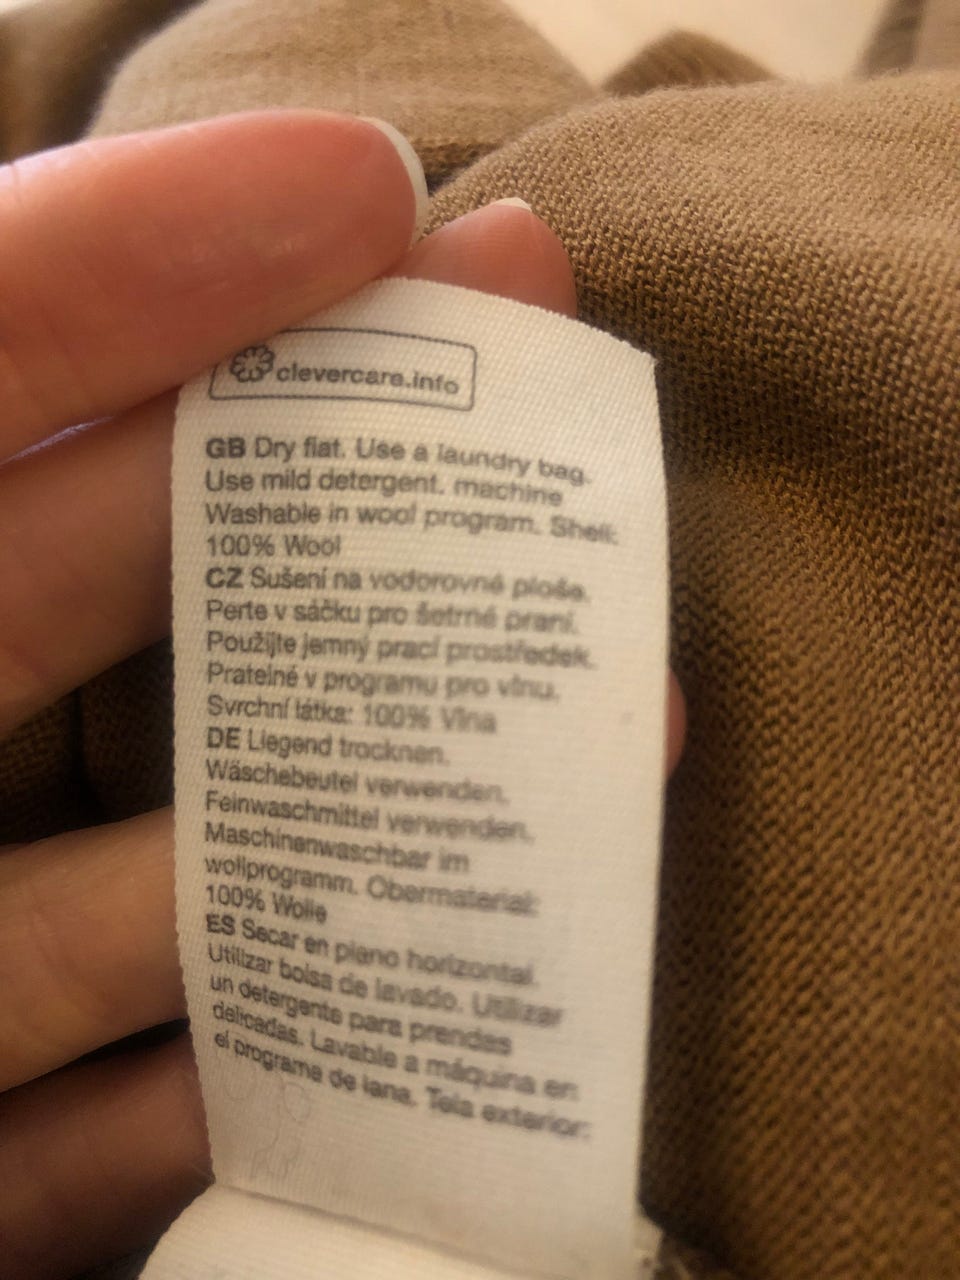 clevercare.info
GB Dry flat. Use a laundry bag.
Use mild detergent. machine
Washable in wool program. Shell:
100% Wool
CZ Sušení na vodorovné ploše.
Perte v sáčku pro šetrné praní.
Použijte jemný prací prostředek.
Pratelné v programu pro vlnu.
Svrchní látka: 100% Vlna
DE Liegend trocknen.
Wäschebeutel verwenden.
Feinwaschmittel verwenden.
Maschinenwaschbar im
wollprogramm. Obermaterial:
100% Wolle
ES Secar en plano horizontal.
Utilizar bolsa de lavado. Utilizar
un detergente para prendas
delicadas. Lavable a máquina en
el programa de lana. Tela exterior: